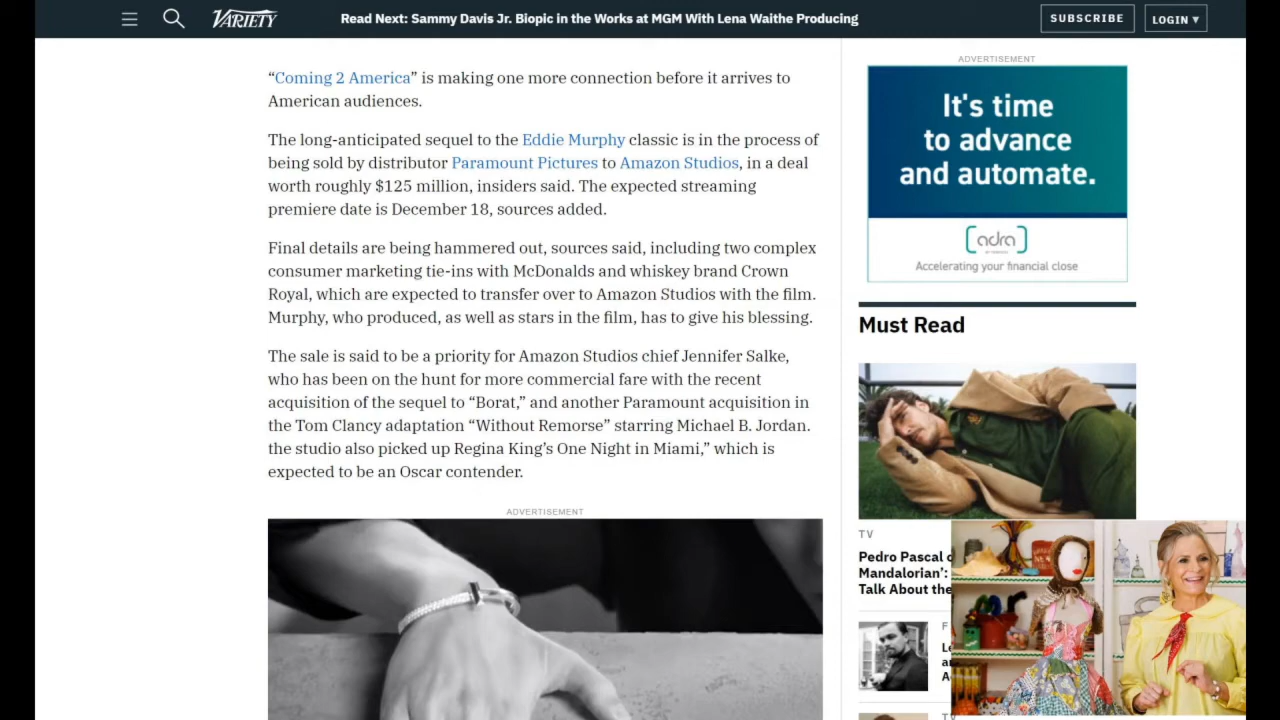 VARIETY
Read Next: Sammy Davis Jr. Biopic in the Works at MGM With Lena Waithe Producing
SUBSCRIBE
LOGIN ▾
“Coming 2 America” is making one more connection before it arrives to
American audiences.
The long-anticipated sequel to the Eddie Murphy classic is in the process of
being sold by distributor Paramount Pictures to Amazon Studios, in a deal
worth roughly $125 million, insiders said. The expected streaming
premiere date is December 18, sources added.
Final details are being hammered out, sources said, including two complex
consumer marketing tie-ins with McDonalds and whiskey brand Crown
Royal, which are expected to transfer over to Amazon Studios with the film.
Murphy, who produced, as well as stars in the film, has to give his blessing.
The sale is said to be a priority for Amazon Studios chief Jennifer Salke,
who has been on the hunt for more commercial fare with the recent
acquisition of the sequel to “Borat,” and another Paramount acquisition in
the Tom Clancy adaptation “Without Remorse” starring Michael B. Jordan.
the studio also picked up Regina King’s One Night in Miami,” which is
expected to be an Oscar contender.
ADVERTISEMENT
ADVERTISEMENT
It's time
to advance
and automate.
adra
Accelerating your financial close
Must Read
TV
Pedro Pascal
Mandalorian’:
Talk About the
TV